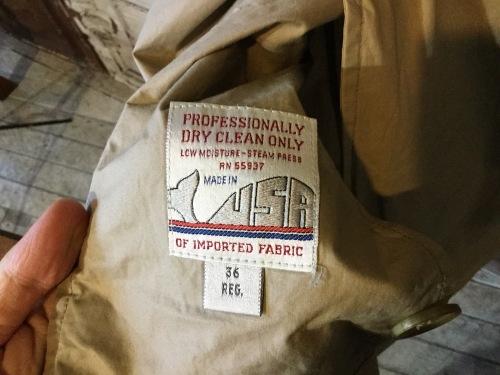 PROFESSIONALLY
DRY CLEAN ONLY
LOW MOISTURE-STEAM PRESS
RN 55937
MADE IN
USA
OF IMPORTED FABRIC
36
REG.